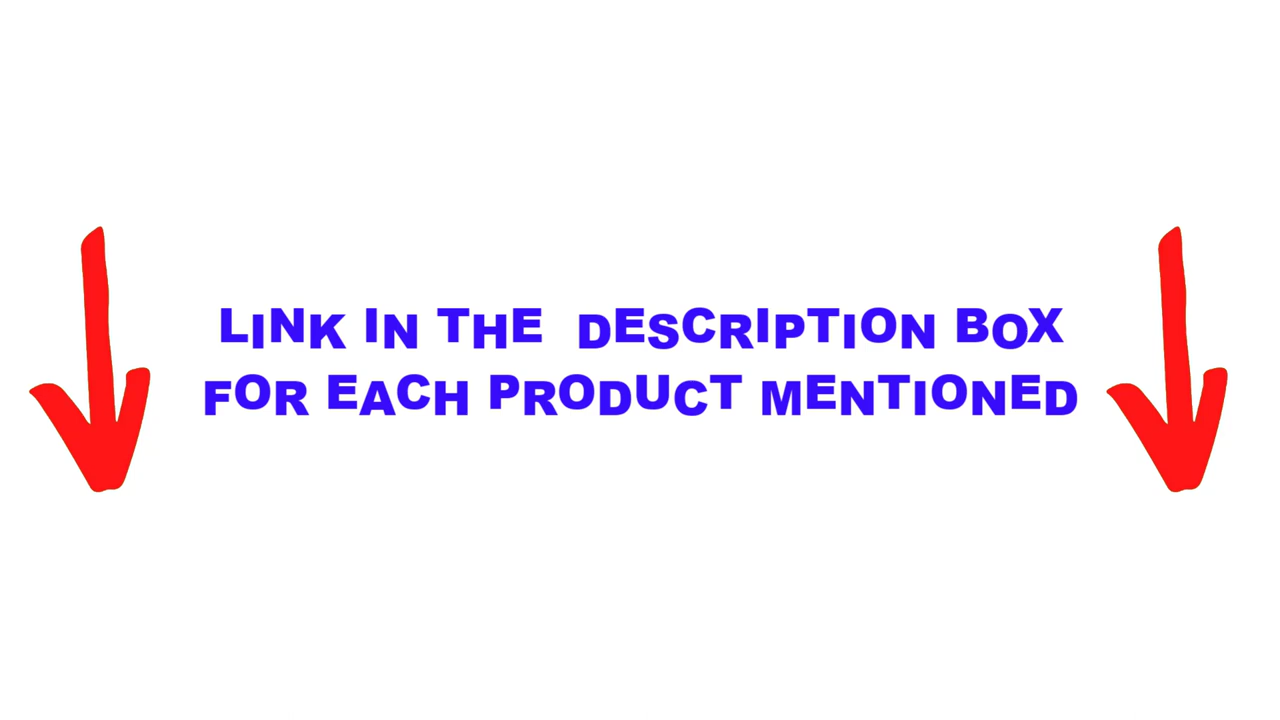 LINK IN THE  DESCRIPTION BOX
FOR EACH PRODUCT MENTIONED